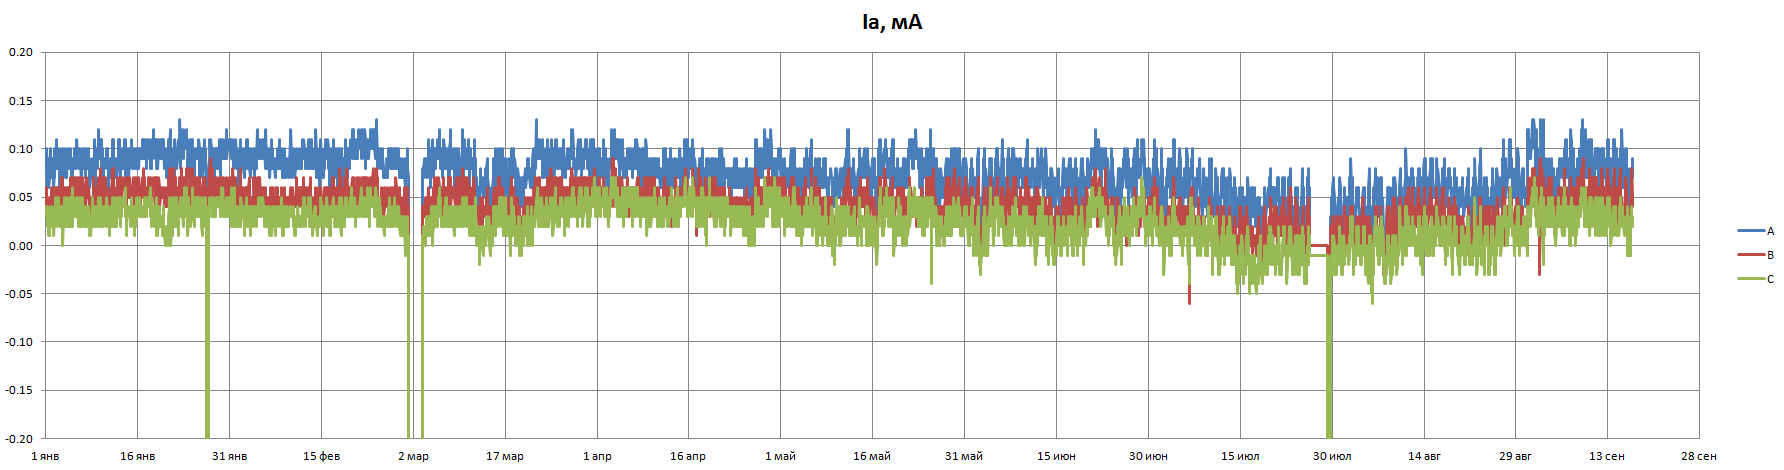 Ia, мА
0.20
0.15
0.10
0.05
0.00
-0.05
-0.10
-0.15
-0.20
1 янв 16 янв 31 янв 15 фев 2 мар 17 мар 1 апр 16 апр 1 май 16 май 31 май 15 июн 30 июн 15 июл 30 июл 14 авг 29 авг 13 сен 28 сен
A
B
C